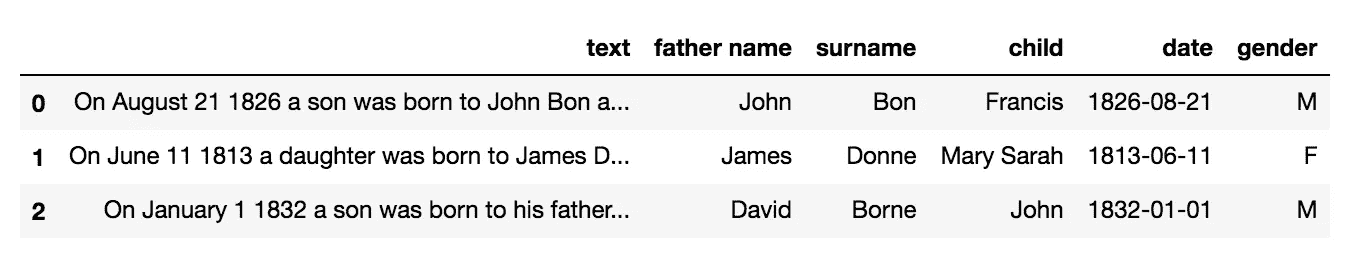 text father name surname child date gender
0 On August 21 1826 a son was born to John Bon a... John Bon Francis 1826-08-21 M
1 On June 11 1813 a daughter was born to James D... James Donne Mary Sarah 1813-06-11 F
2 On January 1 1832 a son was born to his father... David Borne John 1832-01-01 M